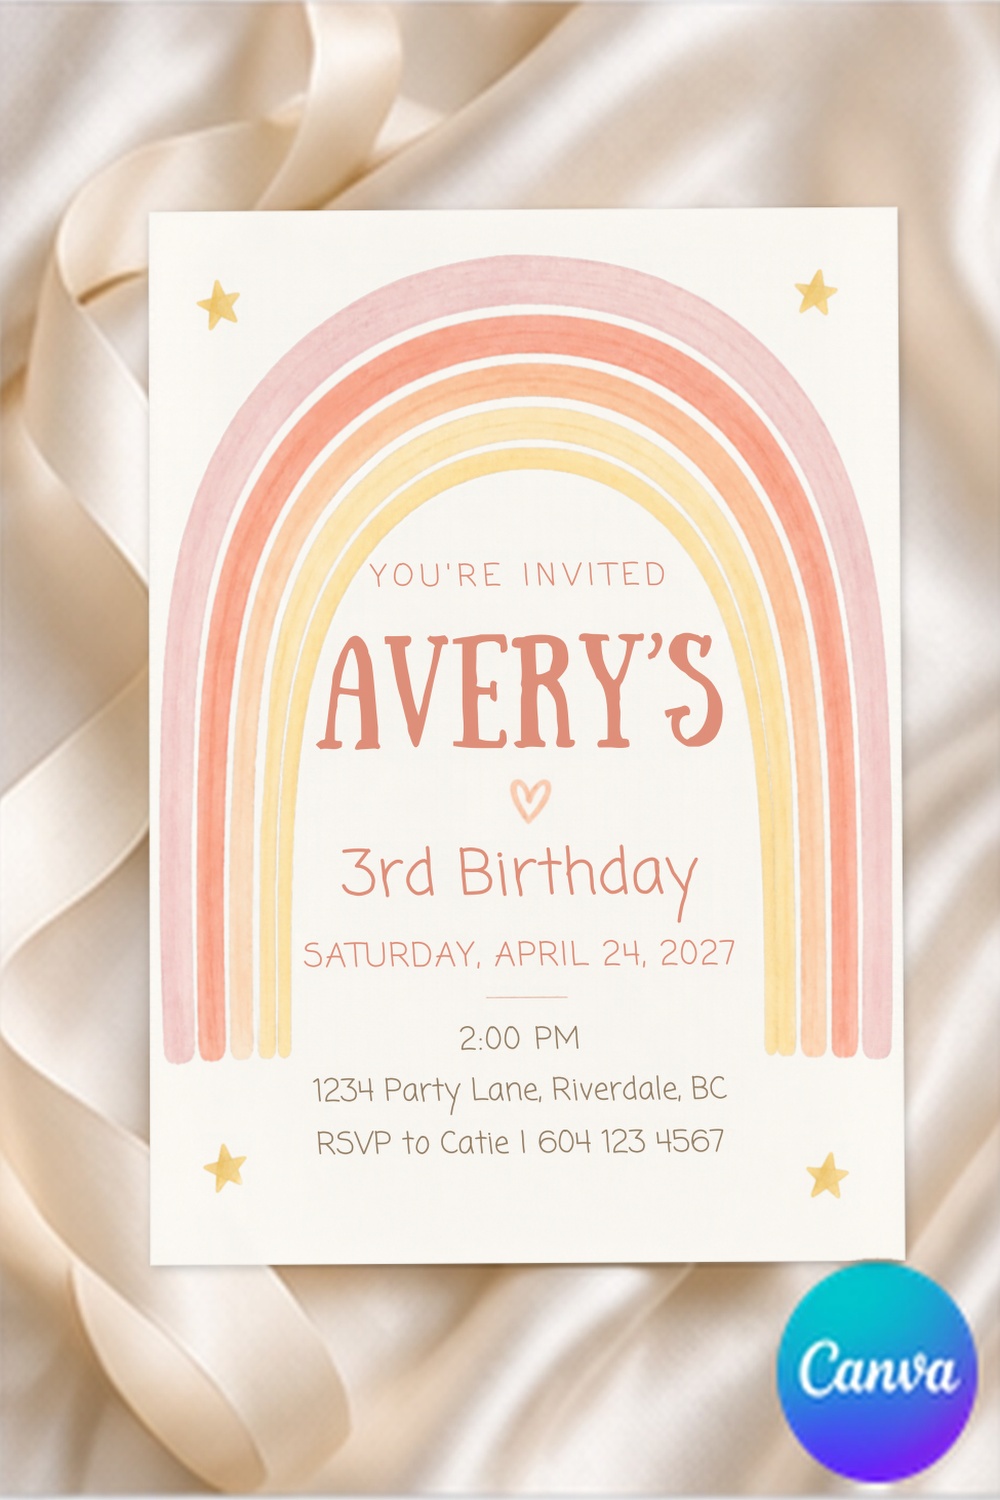 YOU'RE INVITED
AVERY'S
3rd Birthday
SATURDAY, APRIL 24, 2027
2:00 PM
1234 Party Lane, Riverdale, BC
RSVP to Catie | 604 123 4567
Canva